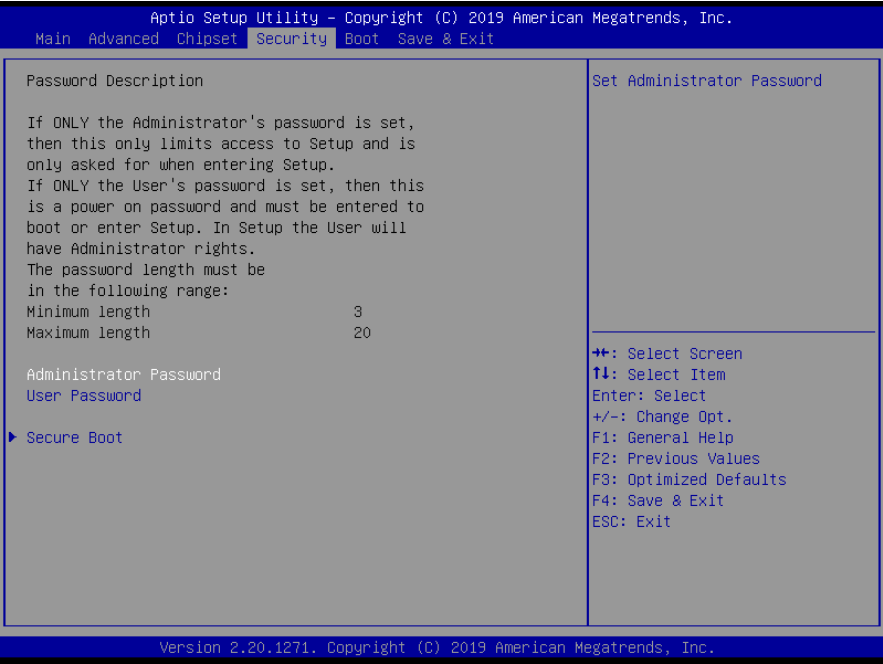 Aptio Setup Utility – Copyright (C) 2019 American Megatrends, Inc.
Main Advanced Chipset Security Boot Save & Exit
Password Description
If ONLY the Administrator's password is set,
then this only limits access to Setup and is
only asked for when entering Setup.
If ONLY the User's password is set, then this
is a power on password and must be entered to
boot or enter Setup. In Setup the User will
have Administrator rights.
The password length must be
in the following range:
Minimum length 3
Maximum length 20
Administrator Password
User Password
Secure Boot
Set Administrator Password
→←: Select Screen
↑↓: Select Item
Enter: Select
+/-: Change Opt.
F1: General Help
F2: Previous Values
F3: Optimized Defaults
F4: Save & Exit
ESC: Exit
Version 2.20.1271. Copyright (C) 2019 American Megatrends, Inc.